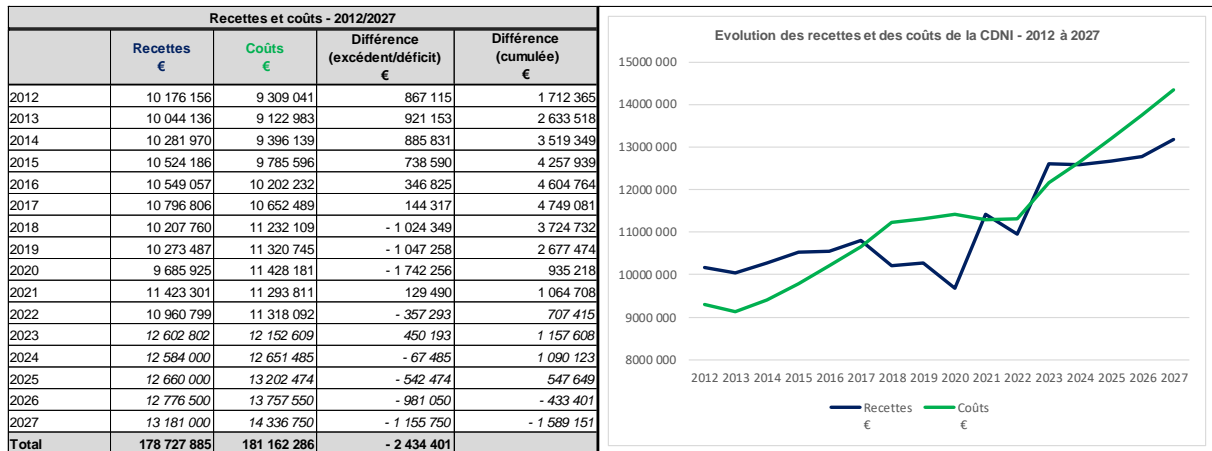 Recettes et coûts - 2012/2027
Recettes € Coûts € Différence (excédent/déficit) € Différence (cumulée) €
2012 10 176 156 9 309 041 867 115 1 712 365
2013 10 044 136 9 122 983 921 153 2 633 518
2014 10 281 970 9 396 139 885 831 3 519 349
2015 10 524 186 9 785 596 738 590 4 257 939
2016 10 549 057 10 202 232 346 825 4 604 764
2017 10 796 806 10 652 489 144 317 4 749 081
2018 10 207 760 11 232 109 - 1 024 349 3 724 732
2019 10 273 487 11 320 745 - 1 047 258 2 677 474
2020 9 685 925 11 428 181 - 1 742 256 935 218
2021 11 423 301 11 293 811 129 490 1 064 708
2022 10 960 799 11 318 092 - 357 293 707 415
2023 12 602 802 12 152 609 450 193 1 157 608
2024 12 584 000 12 651 485 - 67 485 1 090 123
2025 12 660 000 13 202 474 - 542 474 547 649
2026 12 776 500 13 757 550 - 981 050 - 433 401
2027 13 181 000 14 336 750 - 1 155 750 - 1 589 151
Total 178 727 885 181 162 286 - 2 434 401
Evolution des recettes et des coûts de la CDNI - 2012 à 2027
15000 000
14000 000
13000 000
12000 000
11000 000
10000 000
9000 000
8000 000
2012 2013 2014 2015 2016 2017 2018 2019 2020 2021 2022 2023 2024 2025 2026 2027
Recettes € Coûts €